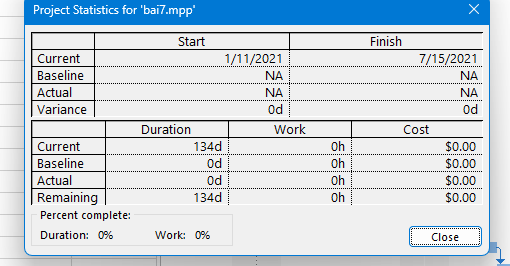 Project Statistics for 'bai7.mpp'
Start Finish
Current 1/11/2021 7/15/2021
Baseline NA NA
Actual NA NA
Variance 0d 0d
Duration Work Cost
Current 134d 0h $0.00
Baseline 0d 0h $0.00
Actual 0d 0h $0.00
Remaining 134d 0h $0.00
Percent complete:
Duration: 0% Work: 0%
Close